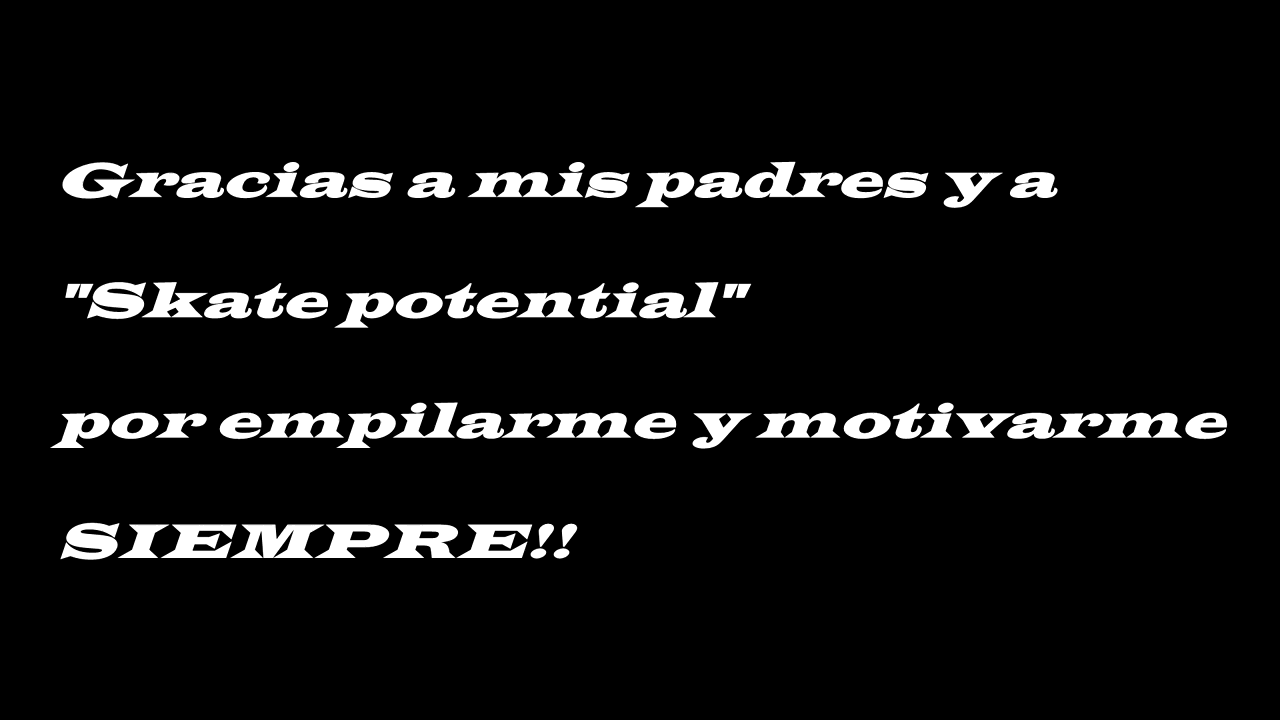 Gracias a mis padres y a
"Skate potential"
por empilarme y motivarme
SIEMPRE!!